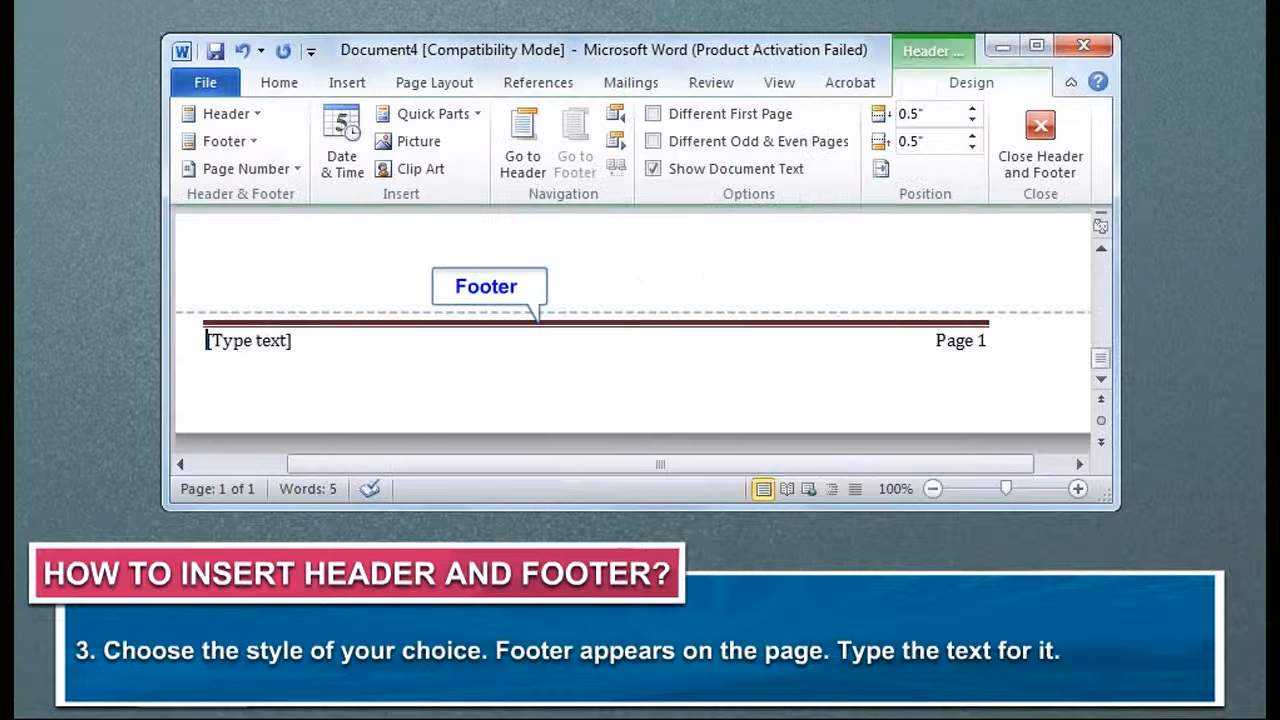 Document4 [Compatibility Mode] - Microsoft Word (Product Activation Failed)
Header ...
File Home Insert Page Layout References Mailings Review View Acrobat Design
Header
Footer
Page Number
Header & Footer
5
Date & Time
Quick Parts
Picture
Clip Art
Insert
Go to Header
Go to Footer
Navigation
Different First Page
Different Odd & Even Pages
Show Document Text
Options
0.5"
0.5"
Position
Close Header and Footer
Close
Footer
[Type text] Page 1
Page: 1 of 1 Words: 5 100%
HOW TO INSERT HEADER AND FOOTER?
3. Choose the style of your choice. Footer appears on the page. Type the text for it.